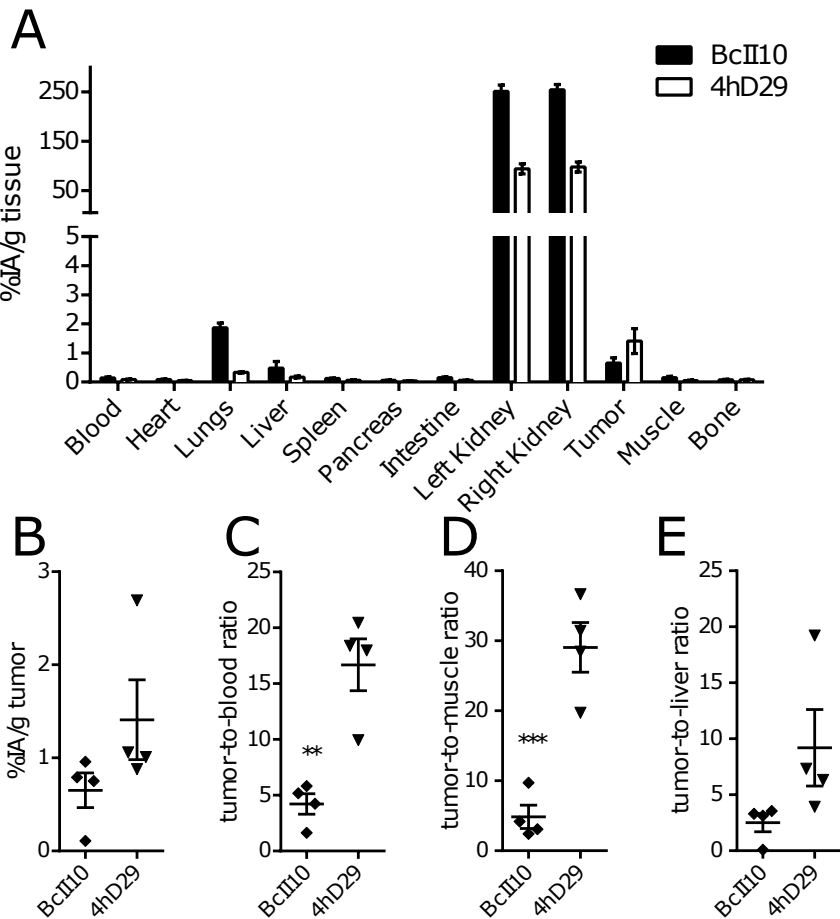 A
BcII10
4hD29
%IA/g tissue
250
150
50
5
4
3
2
1
0
Blood
Heart
Lungs
Liver
Spleen
Pancreas
Intestine
Left Kidney
Right Kidney
Tumor
Muscle
Bone
B
%IA/g tumor
3
2
1
0
BcII10
4hD29
C
tumor-to-blood ratio
25
20
15
10
5
0
**
BcII10
4hD29
D
tumor-to-muscle ratio
40
30
20
10
0
***
BcII10
4hD29
E
tumor-to-liver ratio
25
20
15
10
5
0
BcII10
4hD29